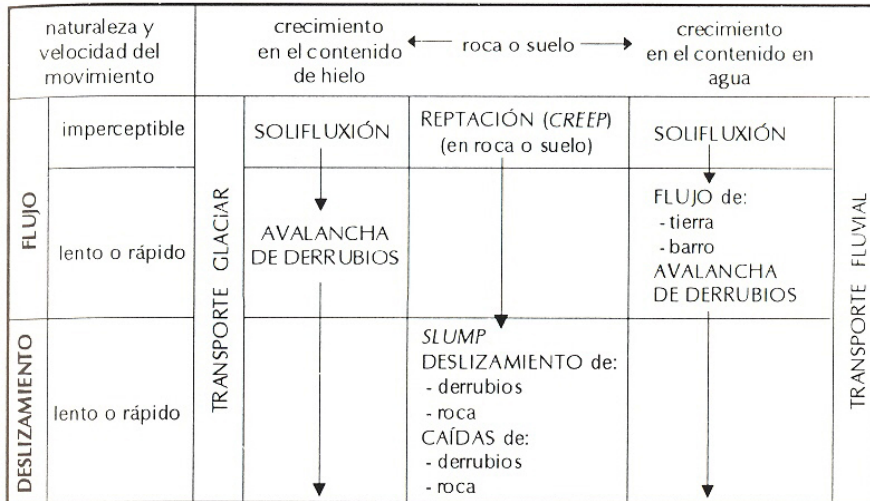 naturaleza y
velocidad del
movimiento
crecimiento
en el contenido
de hielo
roca o suelo
crecimiento
en el contenido en
agua
FLUJO
imperceptible
TRANSPORTE GLACIAR
SOLIFLUXIÓN
REPTACIÓN (CREEP)
(en roca o suelo)
SOLIFLUXIÓN
TRANSPORTE FLUVIAL
lento o rápido
AVALANCHA
DE DERRUBIOS
FLUJO de:
- tierra
- barro
AVALANCHA
DE DERRUBIOS
DESLIZAMIENTO
lento o rápido
SLUMP
DESLIZAMIENTO de:
- derrubios
- roca
CAÍDAS de:
- derrubios
- roca